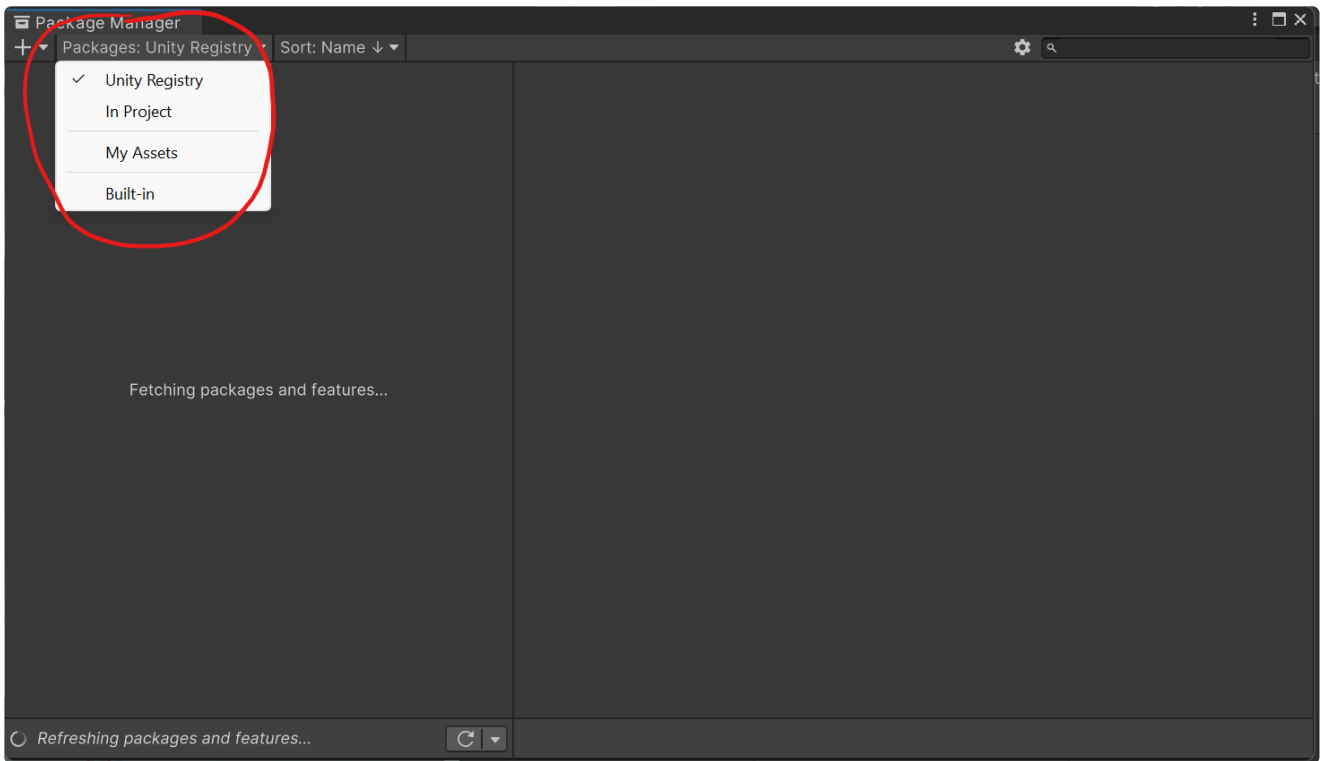 Package Manager
Packages: Unity Registry Sort: Name ↓
Unity Registry
In Project
My Assets
Built-in
Fetching packages and features...
Refreshing packages and features...